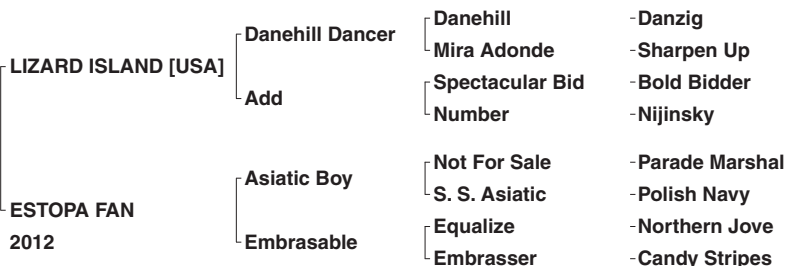 Danehill -Danzig
Danehill Dancer
Mira Adonde -Sharpen Up
LIZARD ISLAND [USA]
Spectacular Bid -Bold Bidder
Add
Number -Nijinsky
Not For Sale -Parade Marshal
Asiatic Boy
S. S. Asiatic -Polish Navy
ESTOPA FAN
Equalize -Northern Jove
2012 Embrasable
Embrasser -Candy Stripes